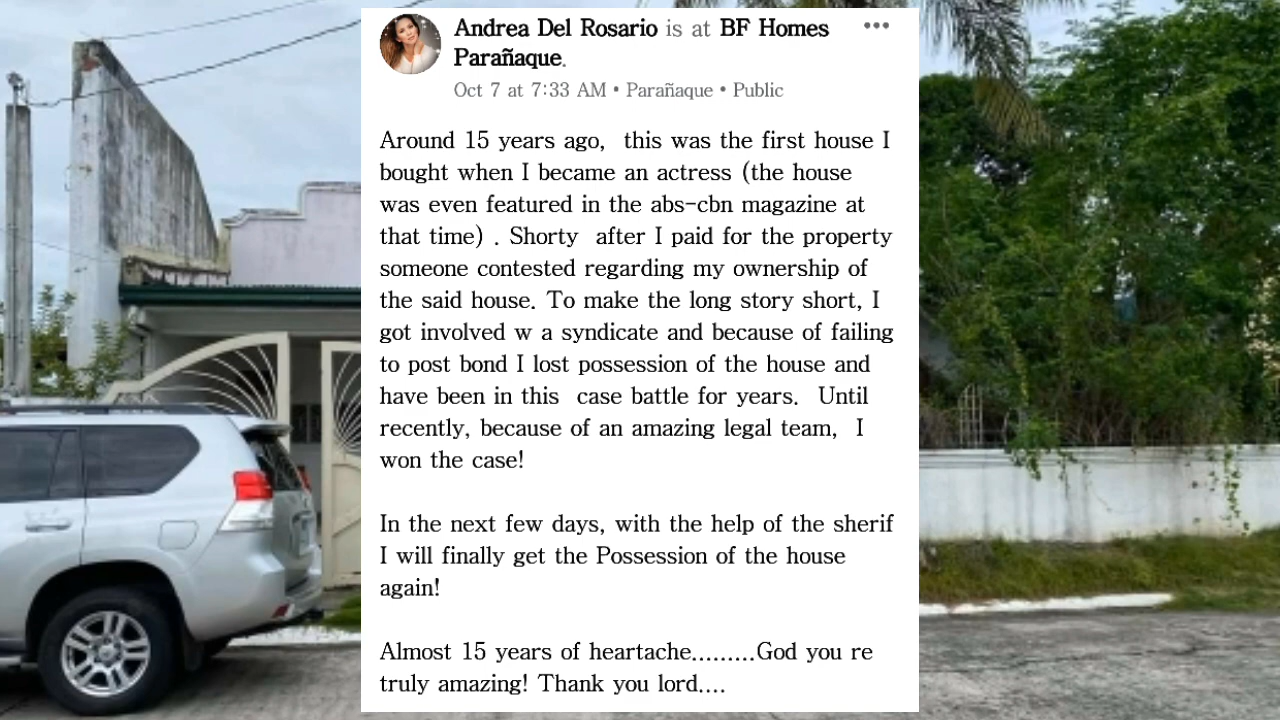 Andrea Del Rosario is at BF Homes
Parañaque.
Oct 7 at 7:33 AM • Parañaque • Public
Around 15 years ago, this was the first house I
bought when I became an actress (the house
was even featured in the abs-cbn magazine at
that time) . Shorty after I paid for the property
someone contested regarding my ownership of
the said house. To make the long story short, I
got involved w a syndicate and because of failing
to post bond I lost possession of the house and
have been in this case battle for years. Until
recently, because of an amazing legal team, I
won the case!
In the next few days, with the help of the sherif
I will finally get the Possession of the house
again!
Almost 15 years of heartache.........God you re
truly amazing! Thank you lord....